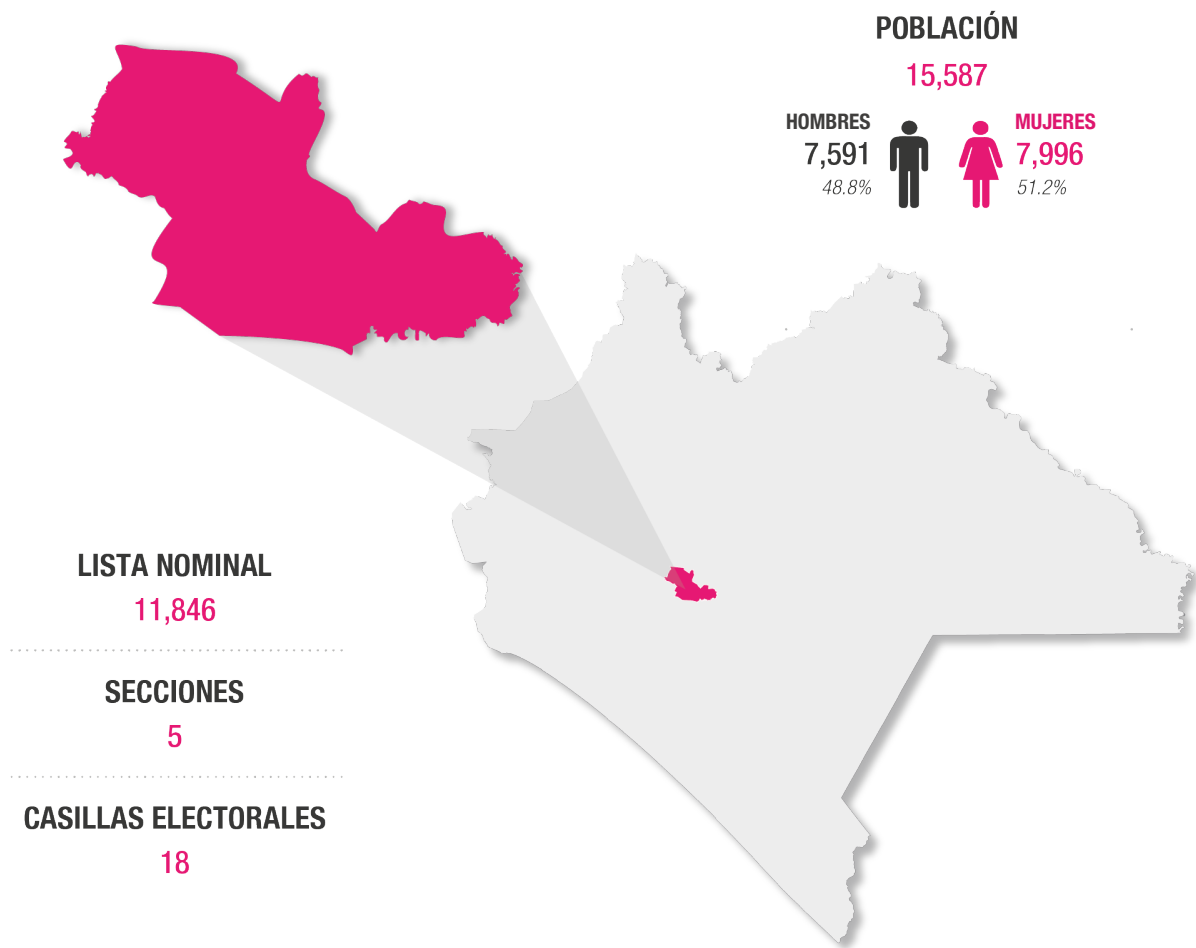 POBLACIÓN
15,587
HOMBRES
7,591
48.8%
MUJERES
7,996
51.2%
LISTA NOMINAL
11,846
SECCIONES
5
CASILLAS ELECTORALES
18